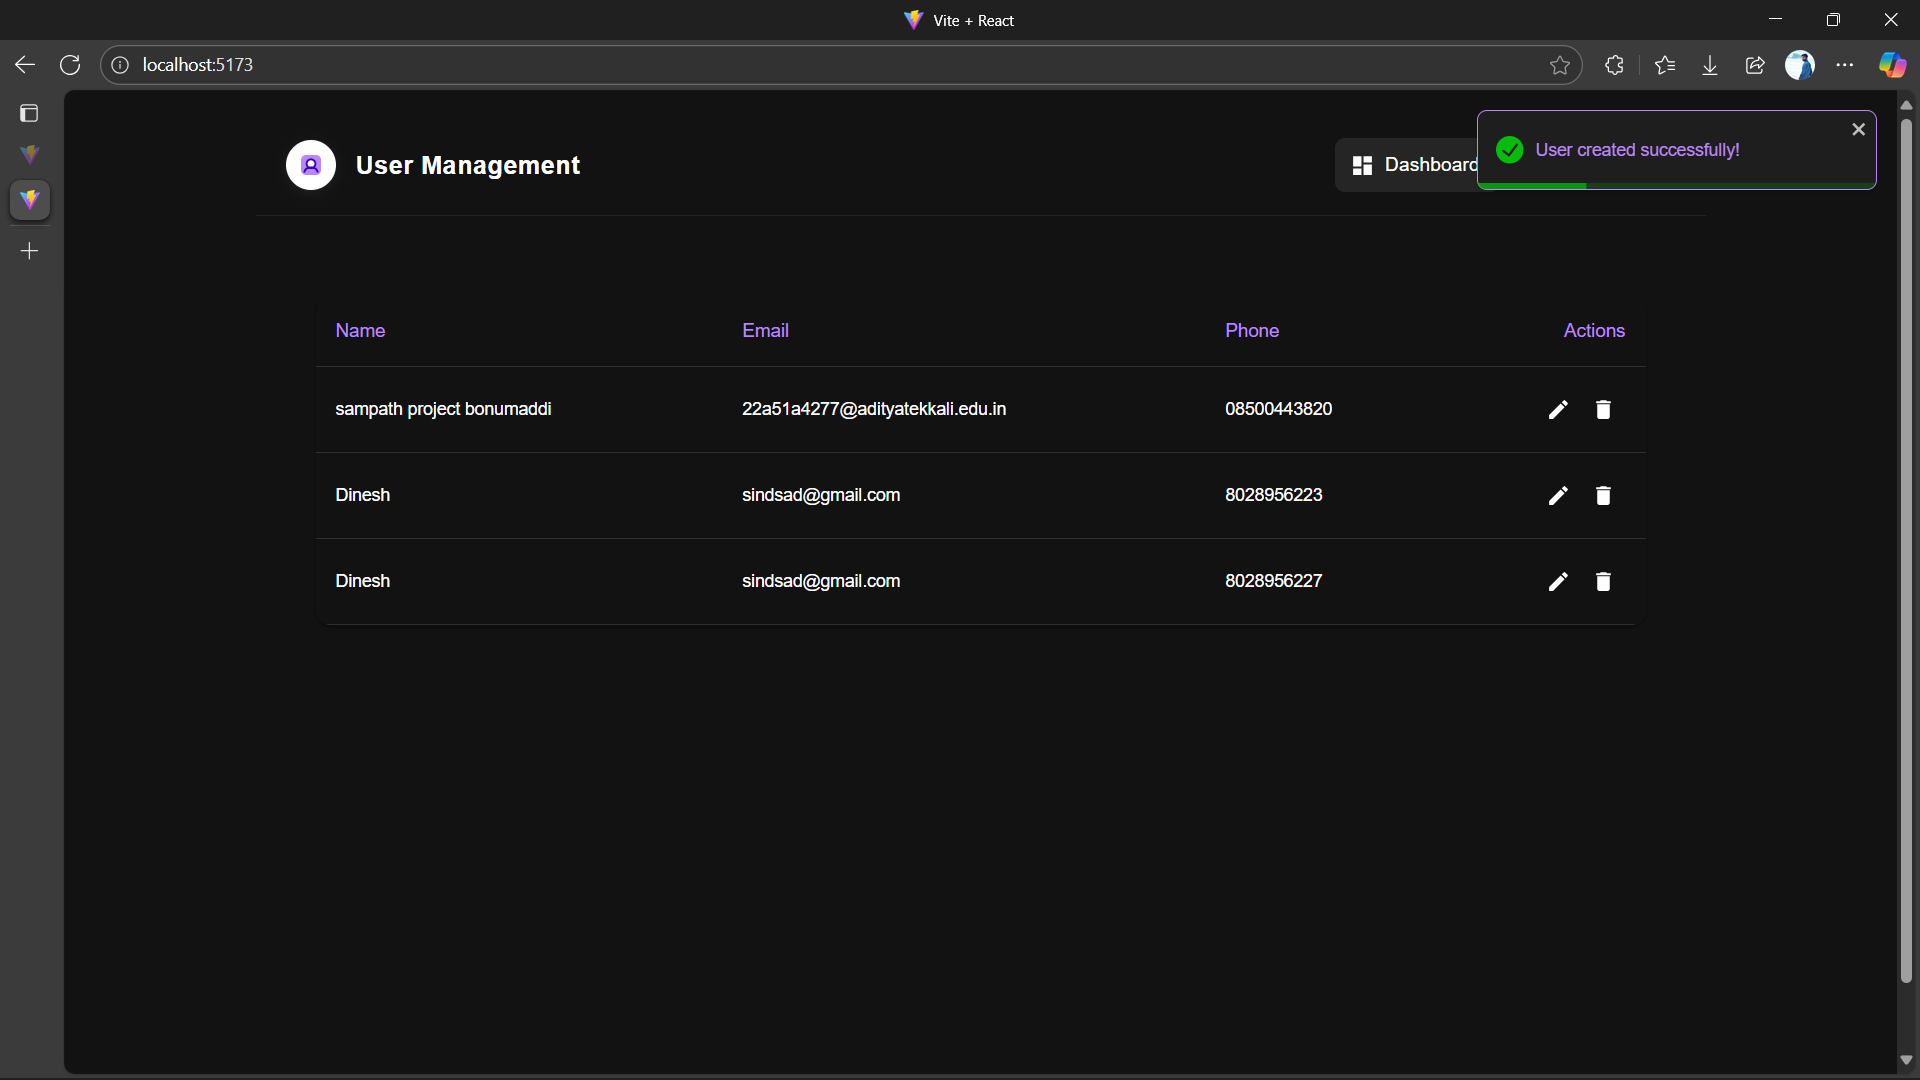 Vite + React
localhost:5173
User Management
Dashboard
User created successfully!
Name Email Phone Actions
sampath project bonumaddi 22a51a4277@adityatekkali.edu.in 08500443820
Dinesh sindsad@gmail.com 8028956223
Dinesh sindsad@gmail.com 8028956227